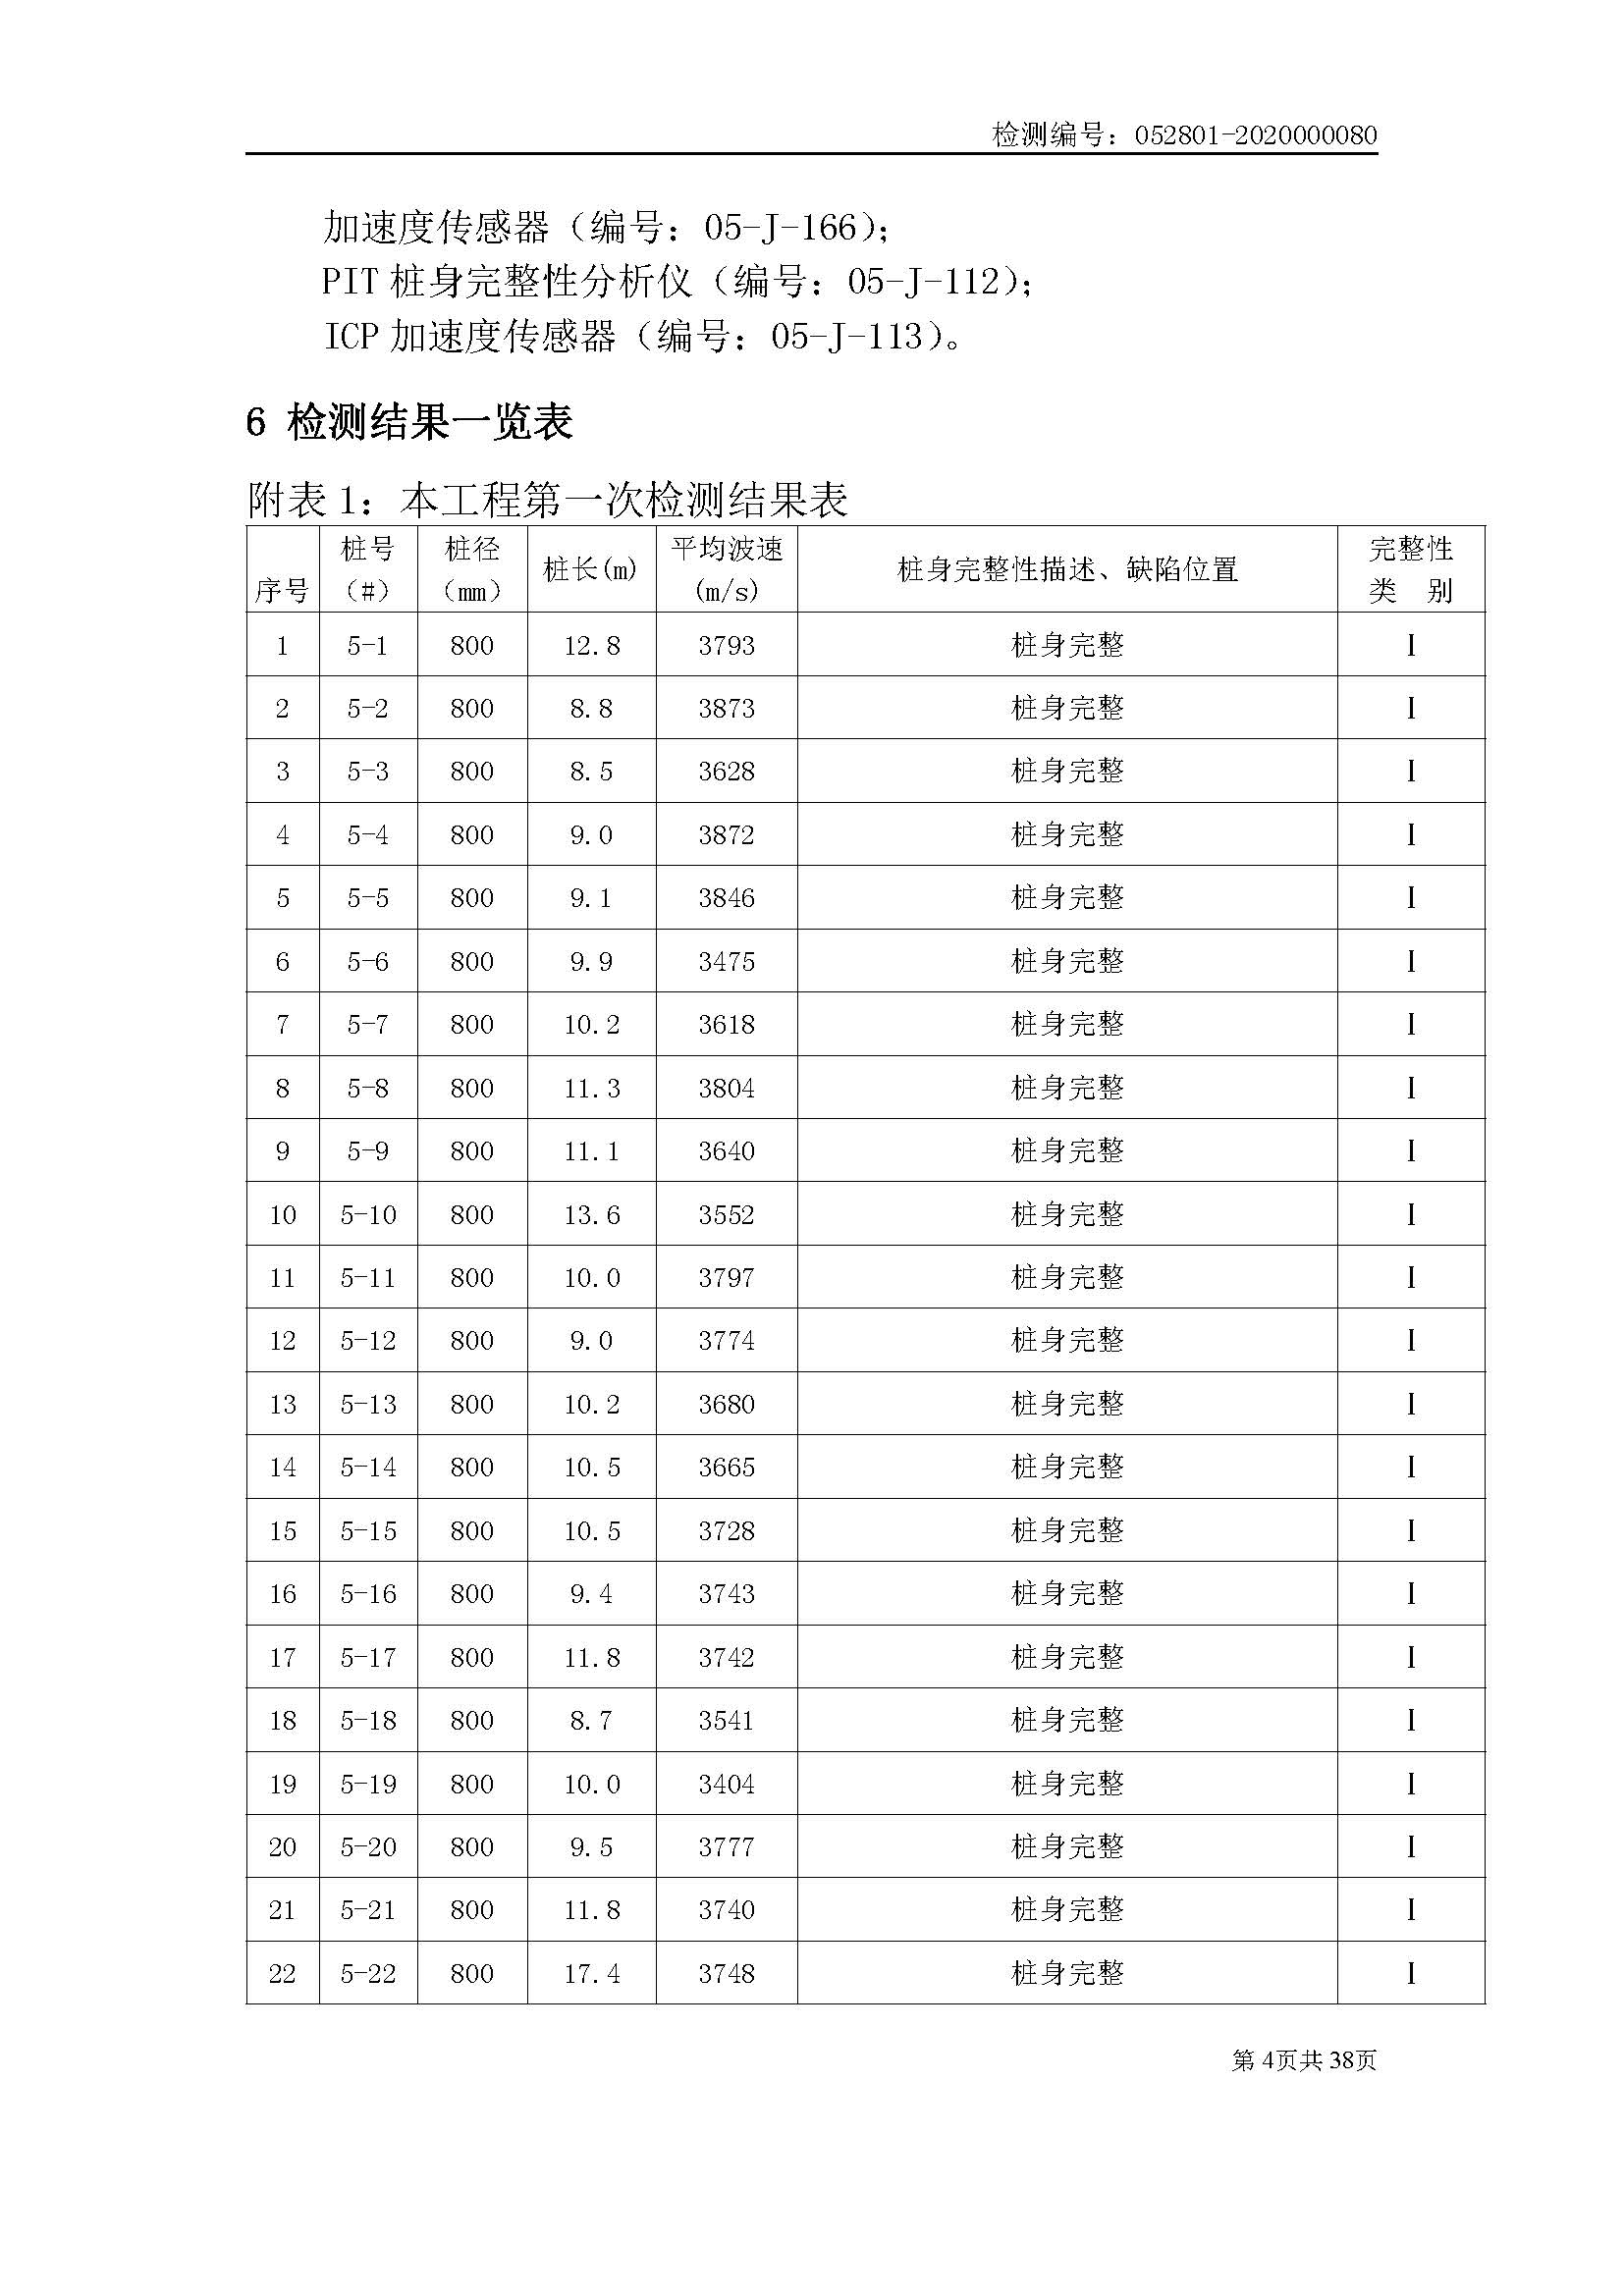 检测编号：052801-2020000080
加速度传感器（编号：05-J-166）；
PIT 桩身完整性分析仪（编号：05-J-112）；
ICP 加速度传感器（编号：05-J-113）。
6 检测结果一览表
附表 1：本工程第一次检测结果表
序号 桩号（#） 桩径（mm） 桩长(m) 平均波速(m/s) 桩身完整性描述、缺陷位置 完整性类 别
1 5-1 800 12.8 3793 桩身完整 I
2 5-2 800 8.8 3873 桩身完整 I
3 5-3 800 8.5 3628 桩身完整 I
4 5-4 800 9.0 3872 桩身完整 I
5 5-5 800 9.1 3846 桩身完整 I
6 5-6 800 9.9 3475 桩身完整 I
7 5-7 800 10.2 3618 桩身完整 I
8 5-8 800 11.3 3804 桩身完整 I
9 5-9 800 11.1 3640 桩身完整 I
10 5-10 800 13.6 3552 桩身完整 I
11 5-11 800 10.0 3797 桩身完整 I
12 5-12 800 9.0 3774 桩身完整 I
13 5-13 800 10.2 3680 桩身完整 I
14 5-14 800 10.5 3665 桩身完整 I
15 5-15 800 10.5 3728 桩身完整 I
16 5-16 800 9.4 3743 桩身完整 I
17 5-17 800 11.8 3742 桩身完整 I
18 5-18 800 8.7 3541 桩身完整 I
19 5-19 800 10.0 3404 桩身完整 I
20 5-20 800 9.5 3777 桩身完整 I
21 5-21 800 11.8 3740 桩身完整 I
22 5-22 800 17.4 3748 桩身完整 I
第 4页共 38页